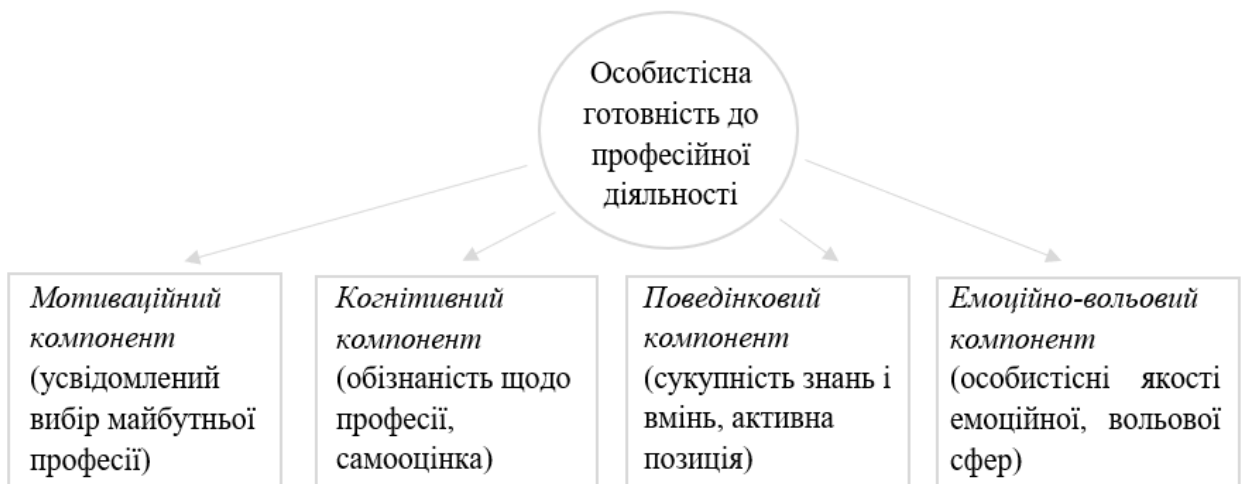 Особистісна
готовність до
професійної
діяльності
Мотиваційний
компонент
(усвідомлений
вибір майбутньої
професії)
Когнітивний
компонент
(обізнаність щодо
професії,
самооцінка)
Поведінковий
компонент
(сукупність знань і
вмінь, активна
позиція)
Емоційно-вольовий
компонент
(особистісні якості
емоційної, вольової
сфер)